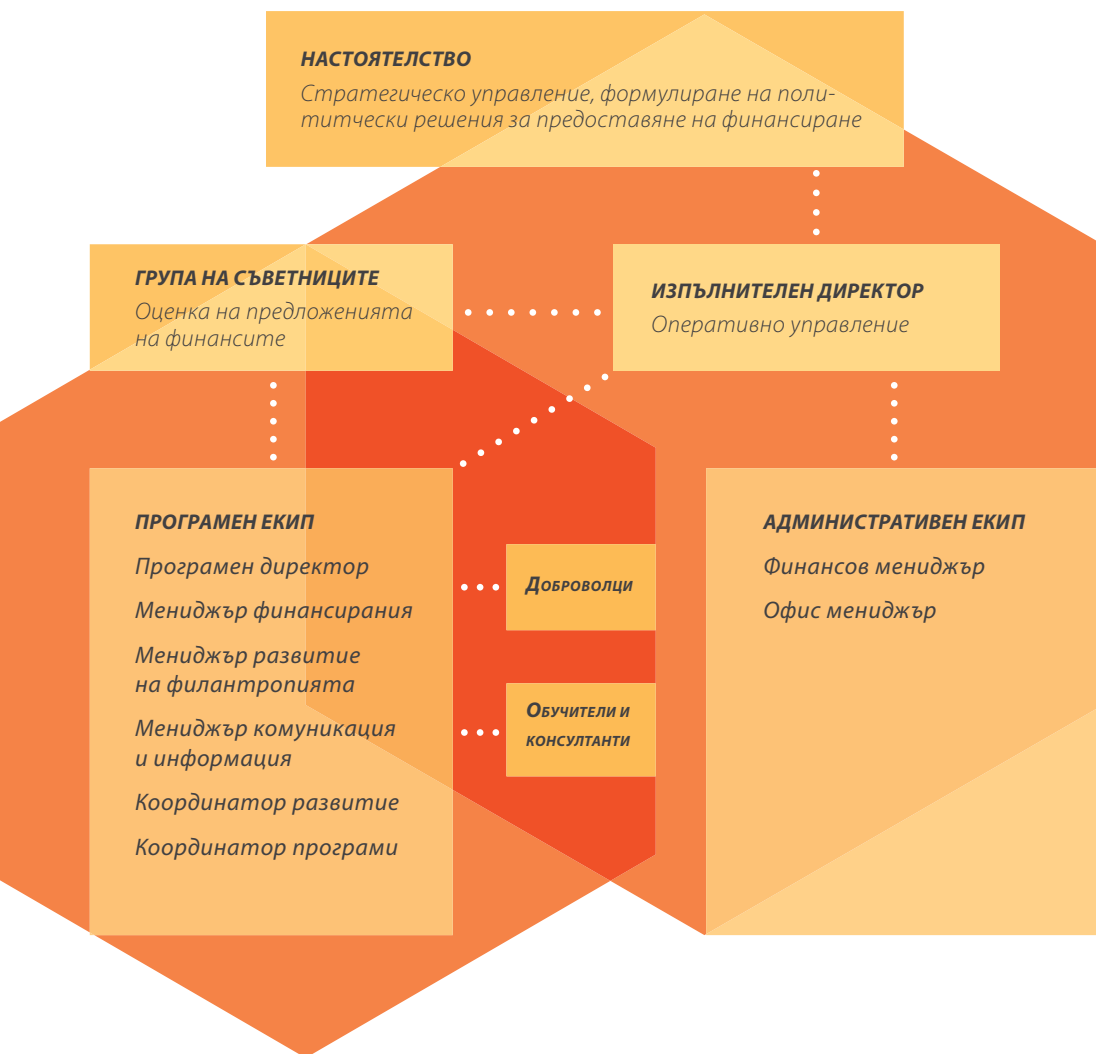 НАСТОЯТЕЛСТВО
Стратегическо управление, формулиране на поли-
титчески решения за предоставяне на финансиране
ГРУПА НА СЪВЕТНИЦИТЕ
Оценка на предложенията
на финансите
ИЗПЪЛНИТЕЛЕН ДИРЕКТОР
Оперативно управление
ПРОГРАМЕН ЕКИП
Програмен директор
Мениджър финансирания
Мениджър развитие
на филантропията
Мениджър комуникация
и информация
Координатор развитие
Координатор програми
Доброволци
Обучители и
консултанти
АДМИНИСТРАТИВЕН ЕКИП
Финансов мениджър
Офис мениджър